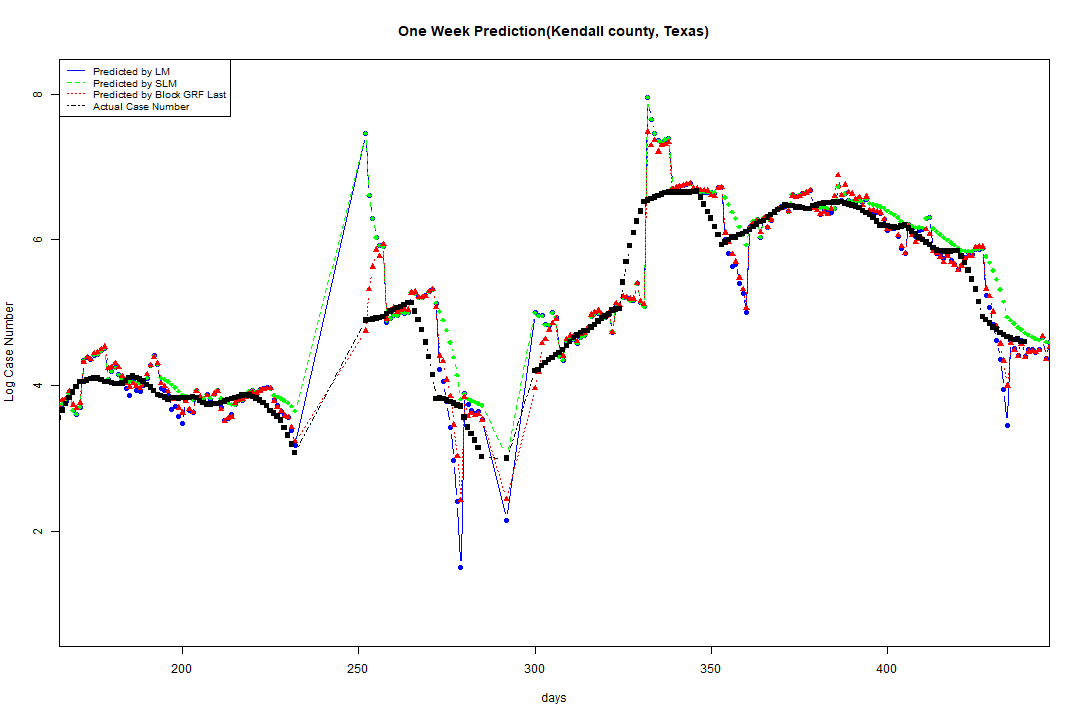 One Week Prediction(Kendall county, Texas)
Predicted by LM
Predicted by SLM
Predicted by Block GRF Last
Actual Case Number
8
6
4
2
Log Case Number
200 250 300 350 400
days